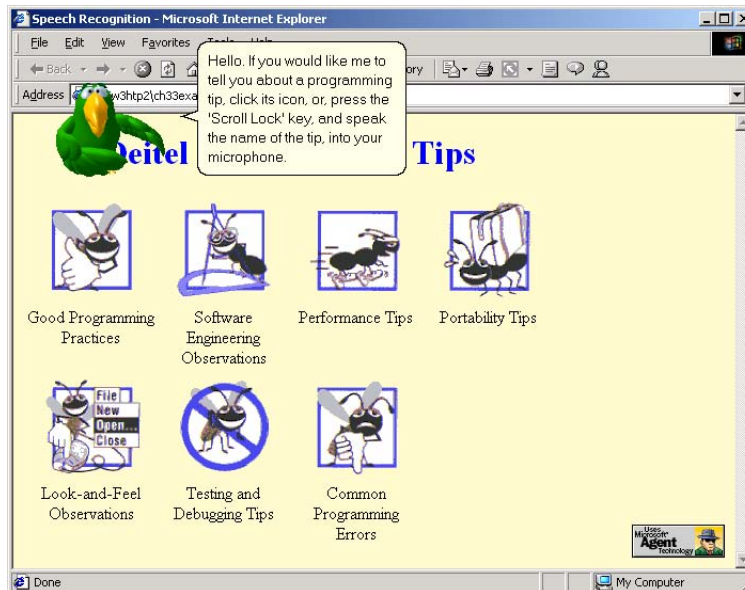 Speech Recognition - Microsoft Internet Explorer
File Edit View Favorites Tools Help
Back
Address w3htp2\ch33exa
Hello. If you would like me to
tell you about a programming
tip, click its icon, or, press the
'Scroll Lock' key, and speak
the name of the tip, into your
microphone.
ory
Deitel Tips
Good Programming
Practices
Software
Engineering
Observations
Performance Tips
Portability Tips
File
New
Open...
Close
Look-and-Feel
Observations
Testing and
Debugging Tips
Common
Programming
Errors
Uses
Microsoft
Agent
Technology
Done
My Computer